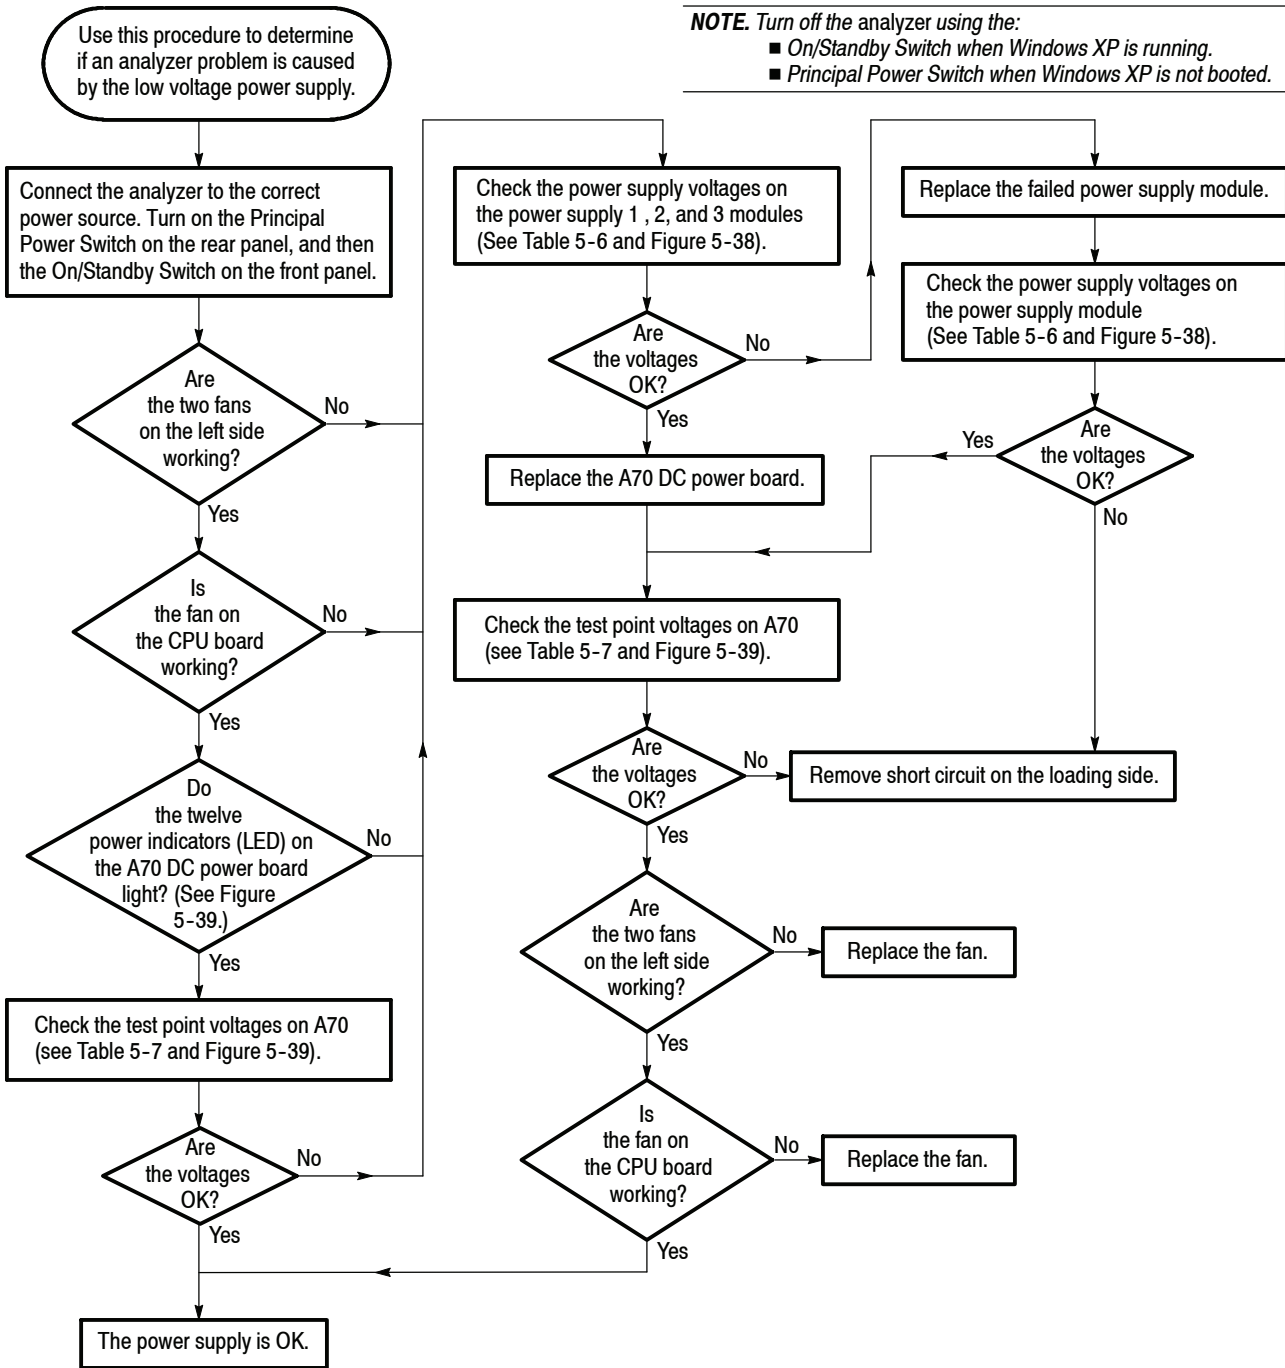 Use this procedure to determine
if an analyzer problem is caused
by the low voltage power supply.
NOTE. Turn off the analyzer using the:
■ On/Standby Switch when Windows XP is running.
■ Principal Power Switch when Windows XP is not booted.
Connect the analyzer to the correct
power source. Turn on the Principal
Power Switch on the rear panel, and then
the On/Standby Switch on the front panel.
Are
the two fans
on the left side
working?
No
Yes
Is
the fan on
the CPU board
working?
No
Yes
Do
the twelve
power indicators (LED) on
the A70 DC power board
light? (See Figure
5-39.)
No
Yes
Check the test point voltages on A70
(see Table 5-7 and Figure 5-39).
Are
the voltages
OK?
No
Yes
The power supply is OK.
Check the power supply voltages on
the power supply 1 , 2, and 3 modules
(See Table 5-6 and Figure 5-38).
Are
the voltages
OK?
No
Yes
Replace the A70 DC power board.
Check the test point voltages on A70
(see Table 5-7 and Figure 5-39).
Are
the voltages
OK?
No
Yes
Remove short circuit on the loading side.
Are
the two fans
on the left side
working?
No
Replace the fan.
Yes
Is
the fan on
the CPU board
working?
No
Replace the fan.
Yes
Replace the failed power supply module.
Check the power supply voltages on
the power supply module
(See Table 5-6 and Figure 5-38).
Are
the voltages
OK?
Yes
No